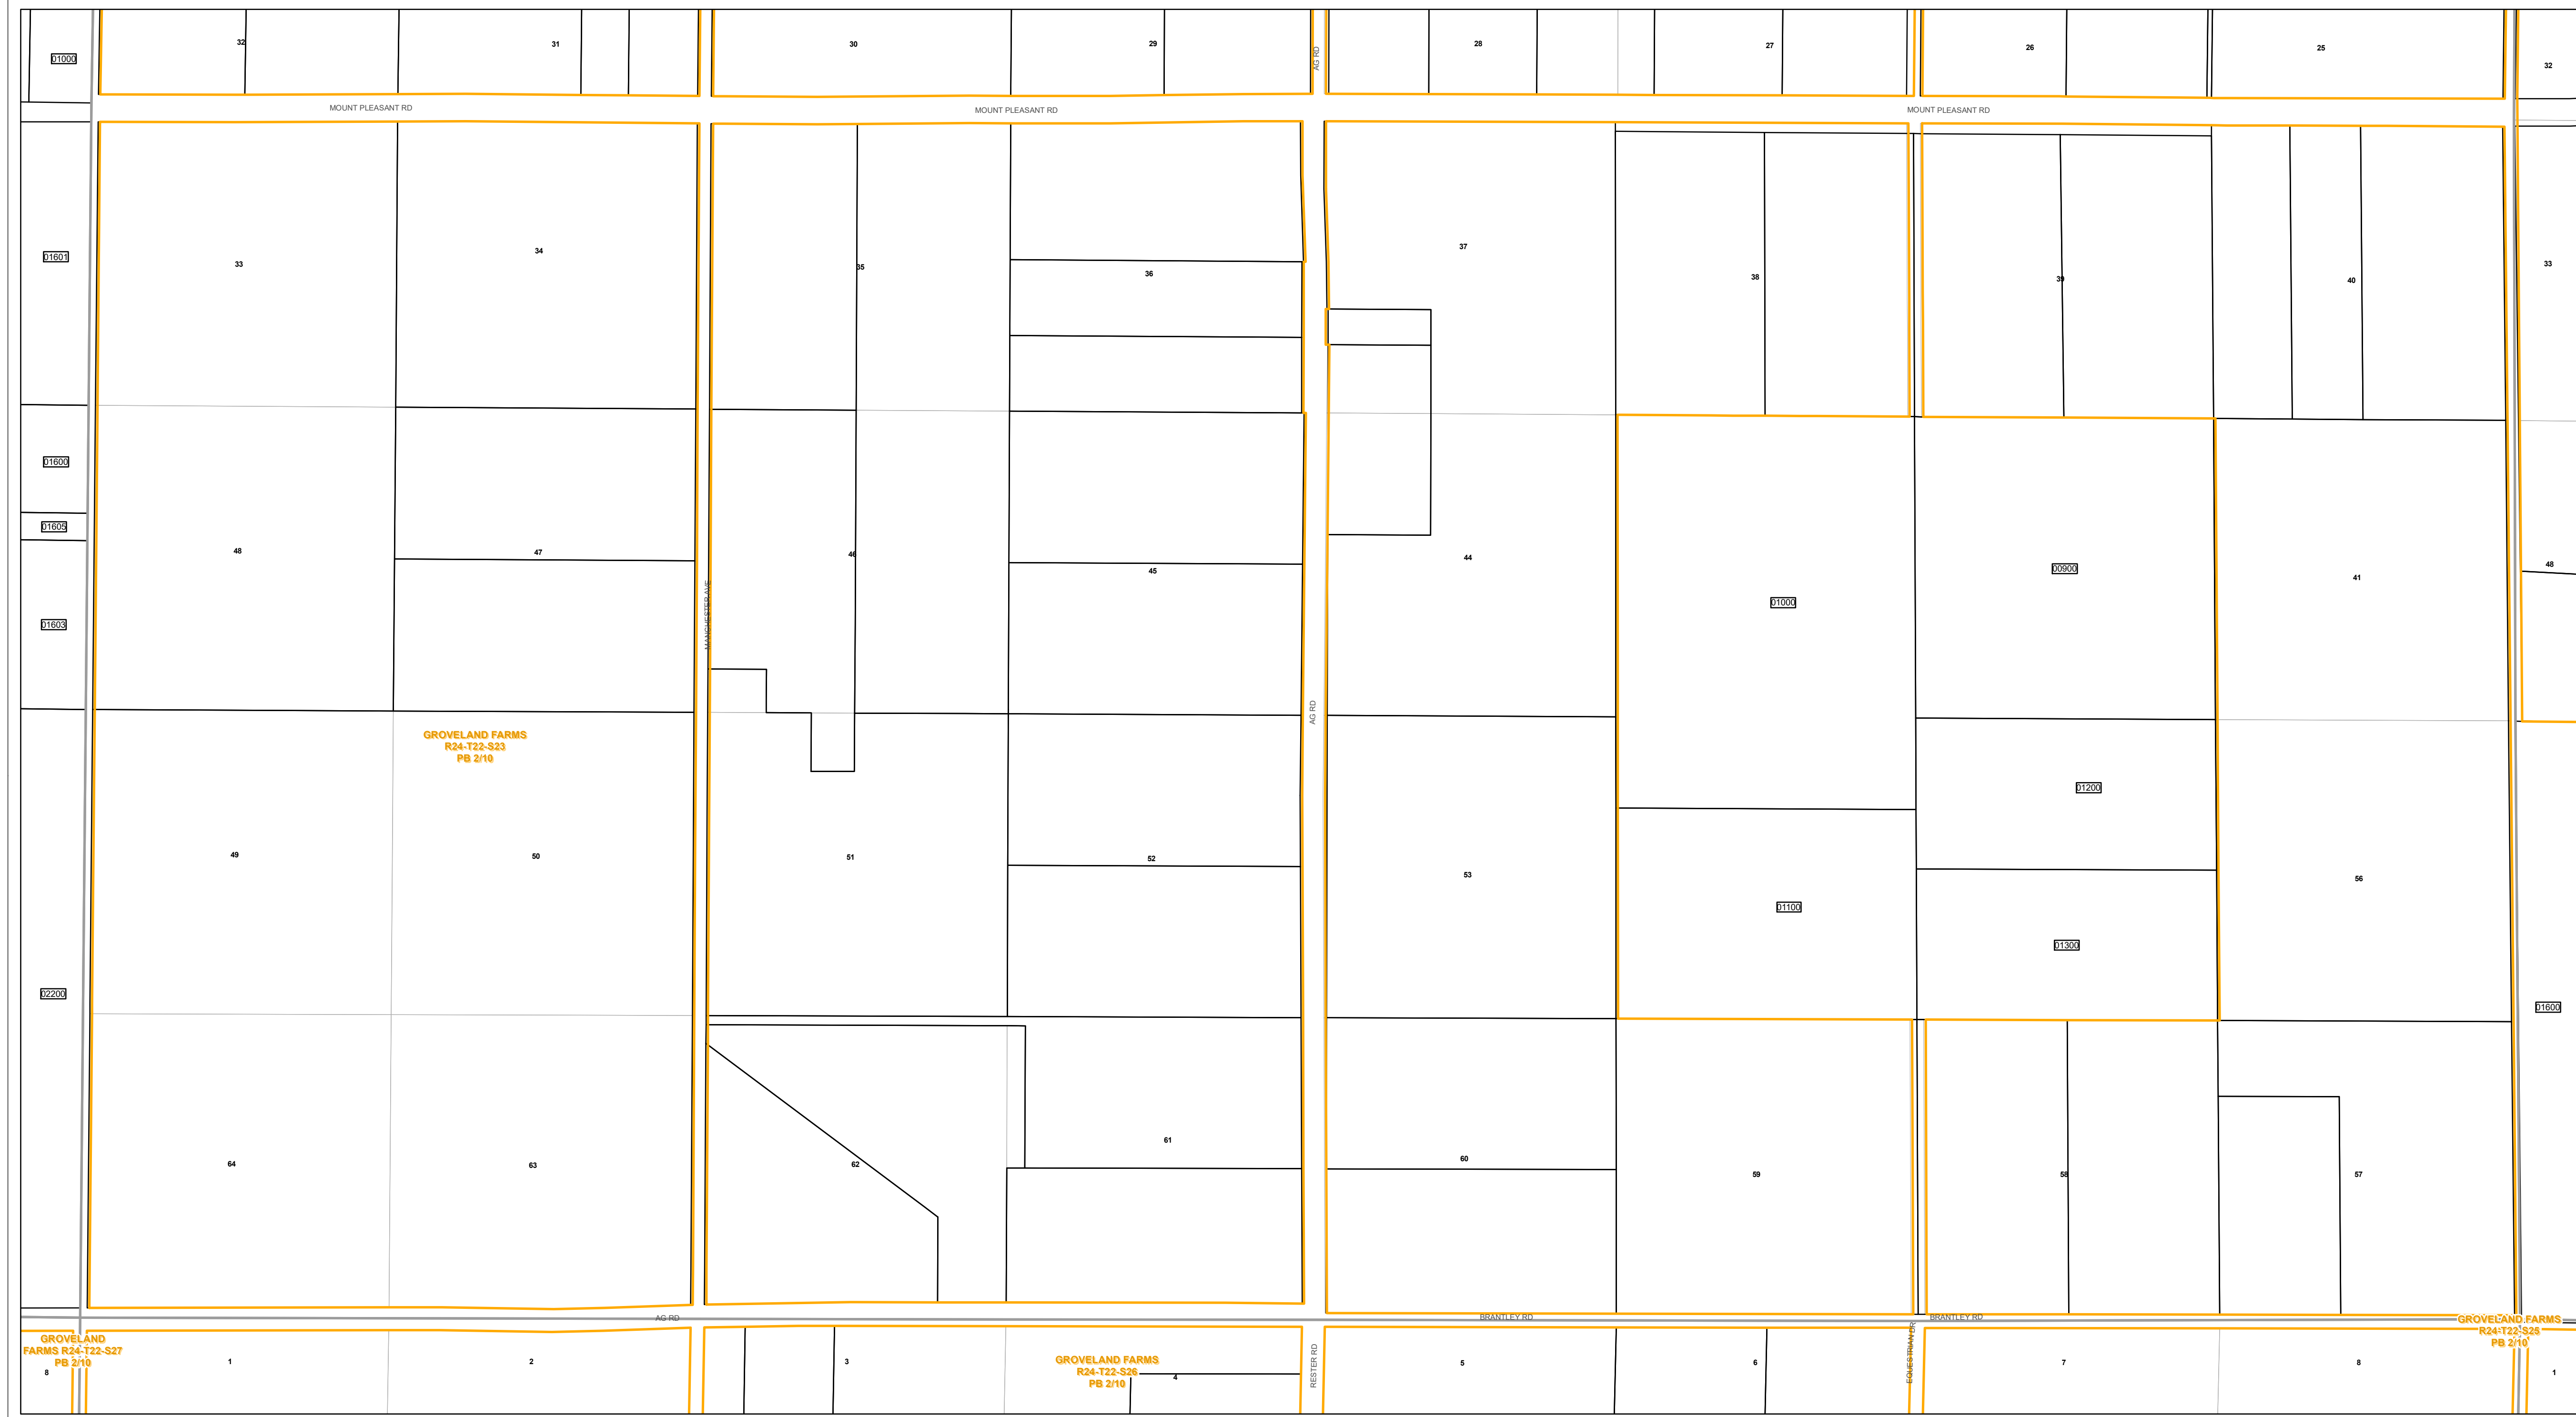 32
31
30
29
AG RD
28
27
26
25
32
01000
MOUNT PLEASANT RD
MOUNT PLEASANT RD
MOUNT PLEASANT RD
01601
33
34
35
36
37
38
39
40
33
01600
01605
48
47
46
45
44
01000
00900
41
48
01603
MANCHESTER AVE
AG RD
GROVELAND FARMS
R24-T22-S23
PB 2/10
01200
49
50
51
52
53
01100
01300
56
02200
01600
64
63
62
61
60
59
58
57
AG RD
BRANTLEY RD
BRANTLEY RD
GROVELAND
FARMS R24-T22-S27
PB 2/10
8
1
2
3
GROVELAND FARMS
R24-T22-S26
PB 2/10
4
RESTER RD
5
6
EQUESTRIAN DR
7
8
GROVELAND FARMS
R24-T22-S25
PB 2/10
1